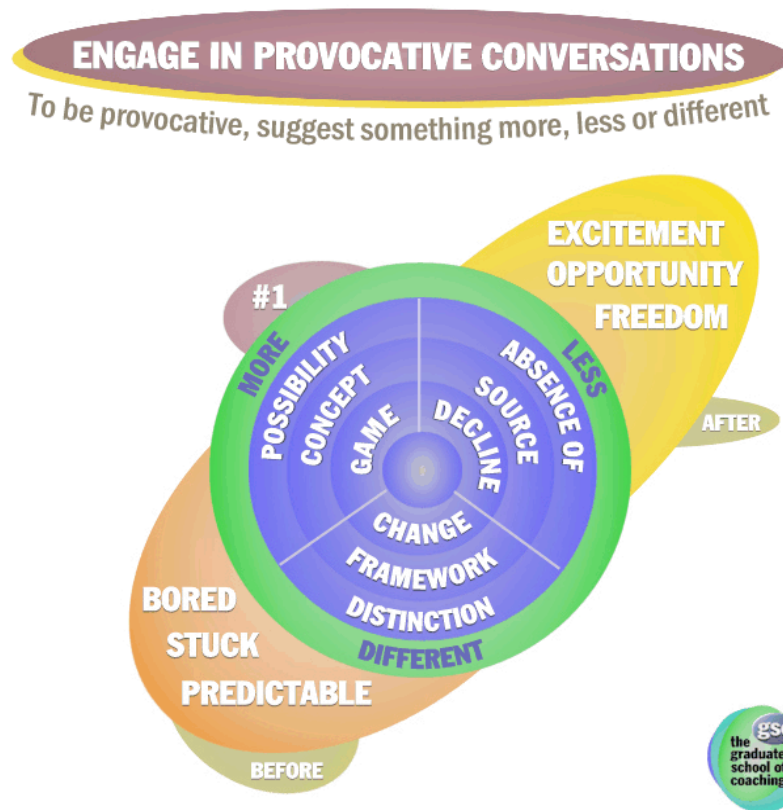 ENGAGE IN PROVOCATIVE CONVERSATIONS
To be provocative, suggest something more, less or different
EXCITEMENT
OPPORTUNITY
FREEDOM
AFTER
#1
MORE
POSSIBILITY
CONCEPT
GAME
LESS
ABSENCE OF
SOURCE
DECLINE
CHANGE
FRAMEWORK
DISTINCTION
DIFFERENT
BORED
STUCK
PREDICTABLE
BEFORE
the
graduate
school of
coaching